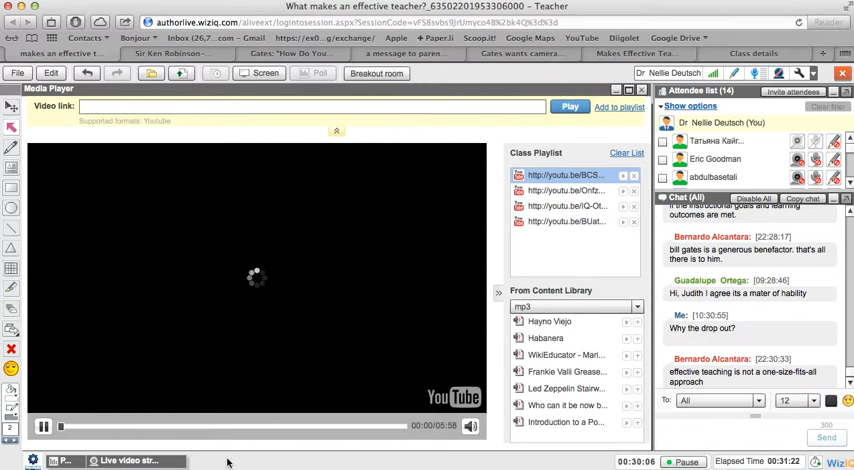 What makes an effective teacher?_63502201953306000 - Teacher
authorlive.wiziq.com/aliveext/logintosession.aspx?SessionCode=vFS8svbs9JrUmyco48%2bk4Q%3d%3d
Reader
Contacts Bonjour Inbox (26,7...com - Gmail https://ex0...g/exchange/ Apple Paper.li Scoop.it! Google Maps YouTube Diigolet Google Drive
makes an effective t... Sir Ken Robinson-... Gates: "How Do You... a message to paren... Gates wants camera... Makes Effective Tea... Class details
File Edit Screen Poll Breakout room Dr Nellie Deutsch
Media Player
Video link: Play Add to playlist
Supported formats: Youtube
Class Playlist Clear List
http://youtu.be/BCS...
http://youtu.be/Onfz...
http://youtu.be/IQ-Ot...
http://youtu.be/BUat...
From Content Library
mp3
Hayno Viejo
Habanera
WikiEducator - Mari...
Frankie Valli Grease...
Led Zeppelin Stairw...
Who can it be now b...
Introduction to a Po...
YouTube
00:00/05:58
Attendee list (14) Invite attendees
Show options Clear filter
Dr Nellie Deutsch (You)
Татьяна Кайг...
Eric Goodman
abdulbasetali
Chat (All) Disable All Copy chat
if the instructional goals and learning
outcomes are met.
Bernardo Alcantara: [22:28:17]
bill gates is a generous benefactor. that's all
there is to him.
Guadalupe Ortega: [09:28:46]
Hi, Judith I agree its a mater of hability
Me: [10:30:55]
Why the drop out?
Bernardo Alcantara: [22:30:33]
effective teaching is not a one-size-fits-all
approach
To: All 12
300
Send
2
P... Live video str...
00:30:06 Pause Elapsed Time 00:31:22 WizIQ